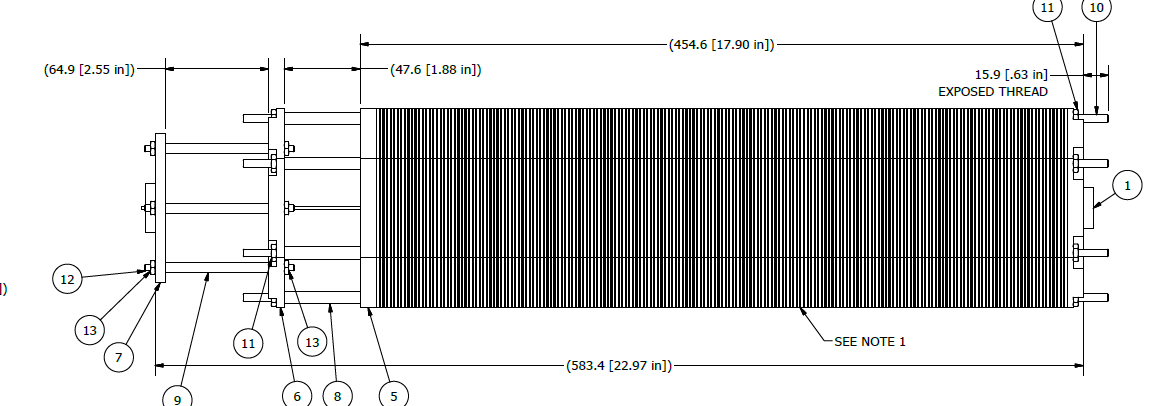 11 10
(454.6 [17.90 in])
(64.9 [2.55 in])
(47.6 [1.88 in])
15.9 [.63 in]
EXPOSED THREAD
11
1
12
)
13
7
11
13
SEE NOTE 1
(583.4 [22.97 in])
9
6
8
5